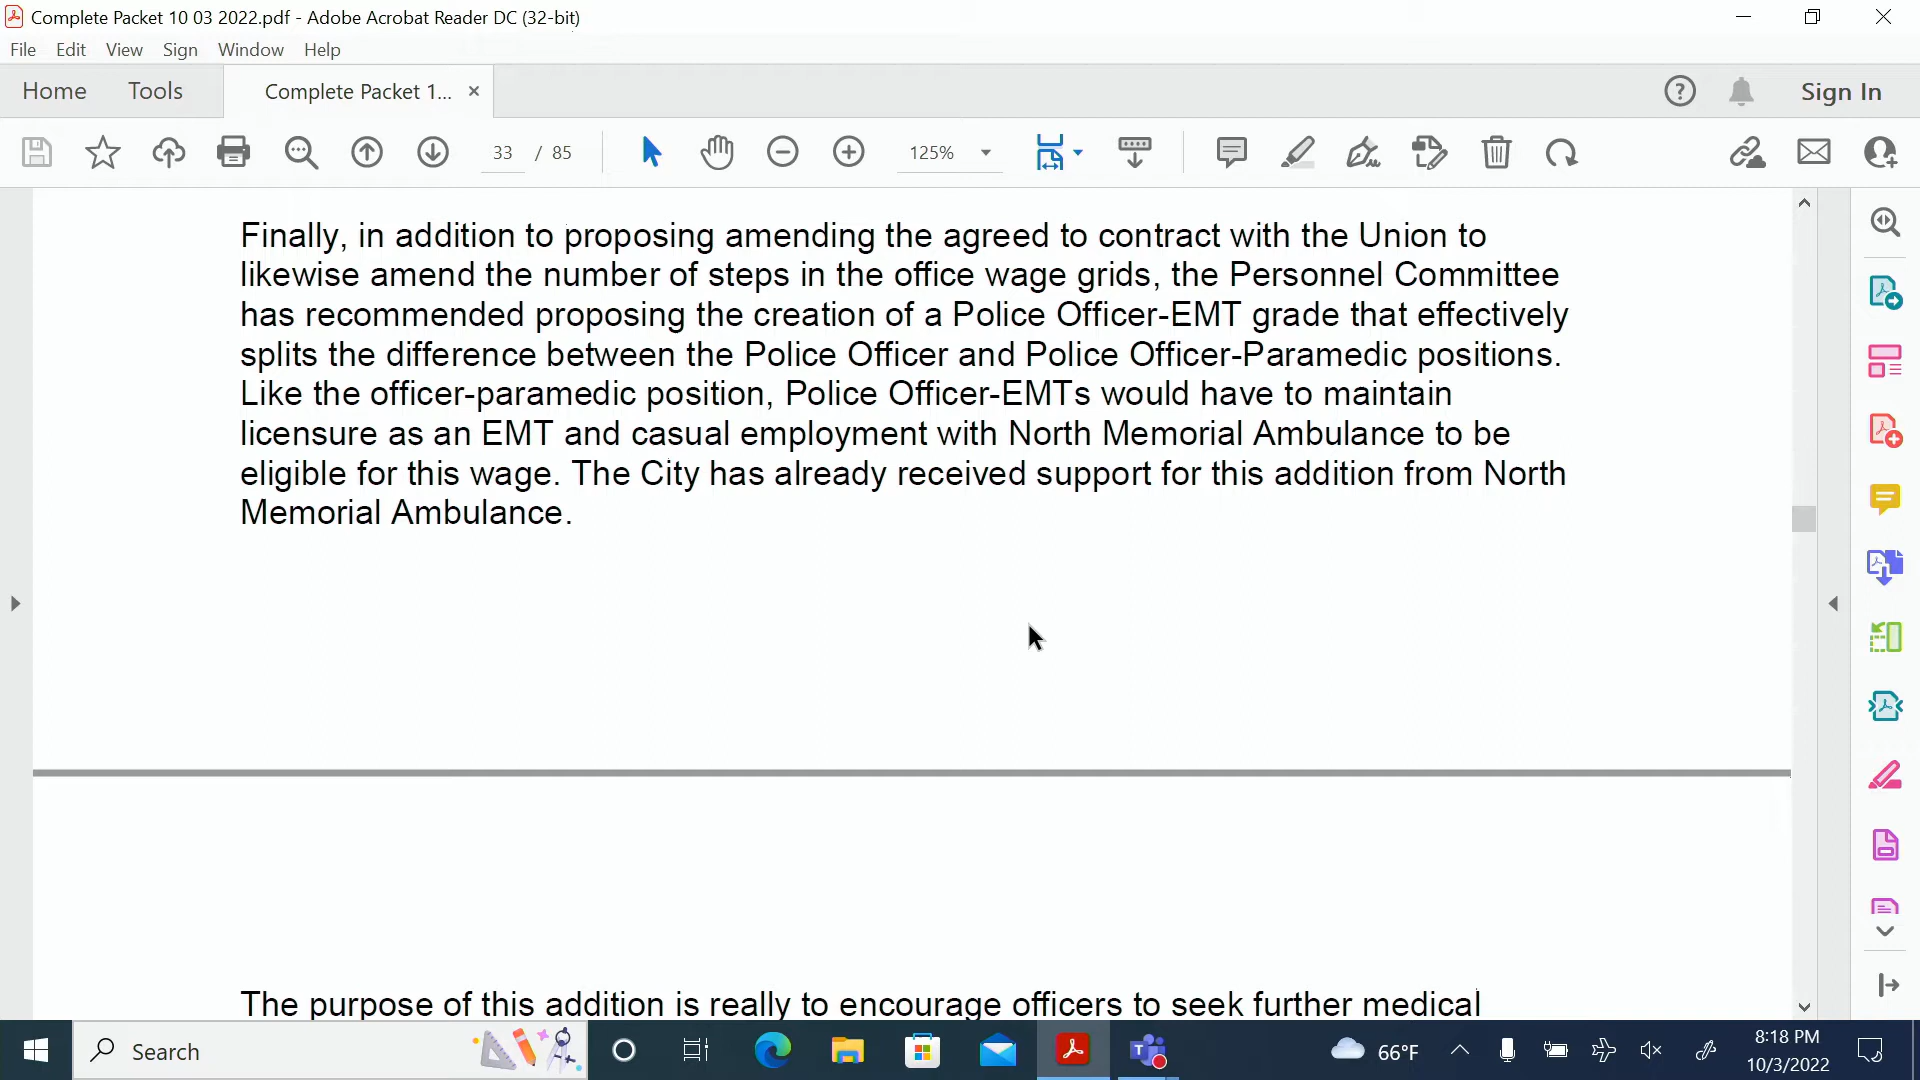 Complete Packet 10 03 2022.pdf - Adobe Acrobat Reader DC (32-bit)
File Edit View Sign Window Help
Home Tools Complete Packet 1... × Sign In
33 / 85 125%
Finally, in addition to proposing amending the agreed to contract with the Union to
likewise amend the number of steps in the office wage grids, the Personnel Committee
has recommended proposing the creation of a Police Officer-EMT grade that effectively
splits the difference between the Police Officer and Police Officer-Paramedic positions.
Like the officer-paramedic position, Police Officer-EMTs would have to maintain
licensure as an EMT and casual employment with North Memorial Ambulance to be
eligible for this wage. The City has already received support for this addition from North
Memorial Ambulance.
The purpose of this addition is really to encourage officers to seek further medical
Search 66°F 8:18 PM
10/3/2022